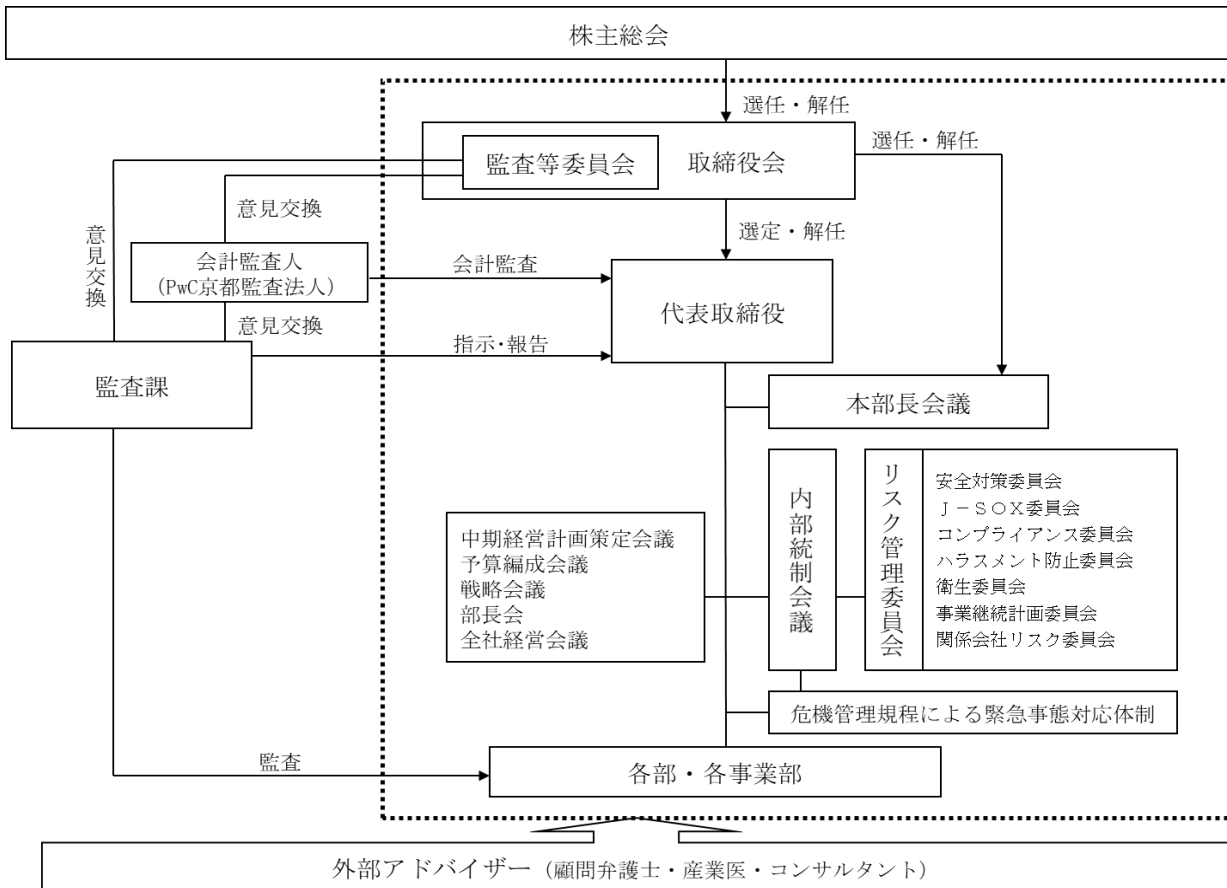 株主総会
選任・解任
監査等委員会
取締役会
選任・解任
意見交換
意見交換
選定・解任
会計監査人
(PwC京都監査法人)
会計監査
代表取締役
意見交換
指示・報告
監査課
本部長会議
中期経営計画策定会議
予算編成会議
戦略会議
部長会
全社経営会議
内部統制会議
リスク管理委員会
安全対策委員会
Ｊ－ＳＯＸ委員会
コンプライアンス委員会
ハラスメント防止委員会
衛生委員会
事業継続計画委員会
関係会社リスク委員会
危機管理規程による緊急事態対応体制
監査
各部・各事業部
外部アドバイザー（顧問弁護士・産業医・コンサルタント）